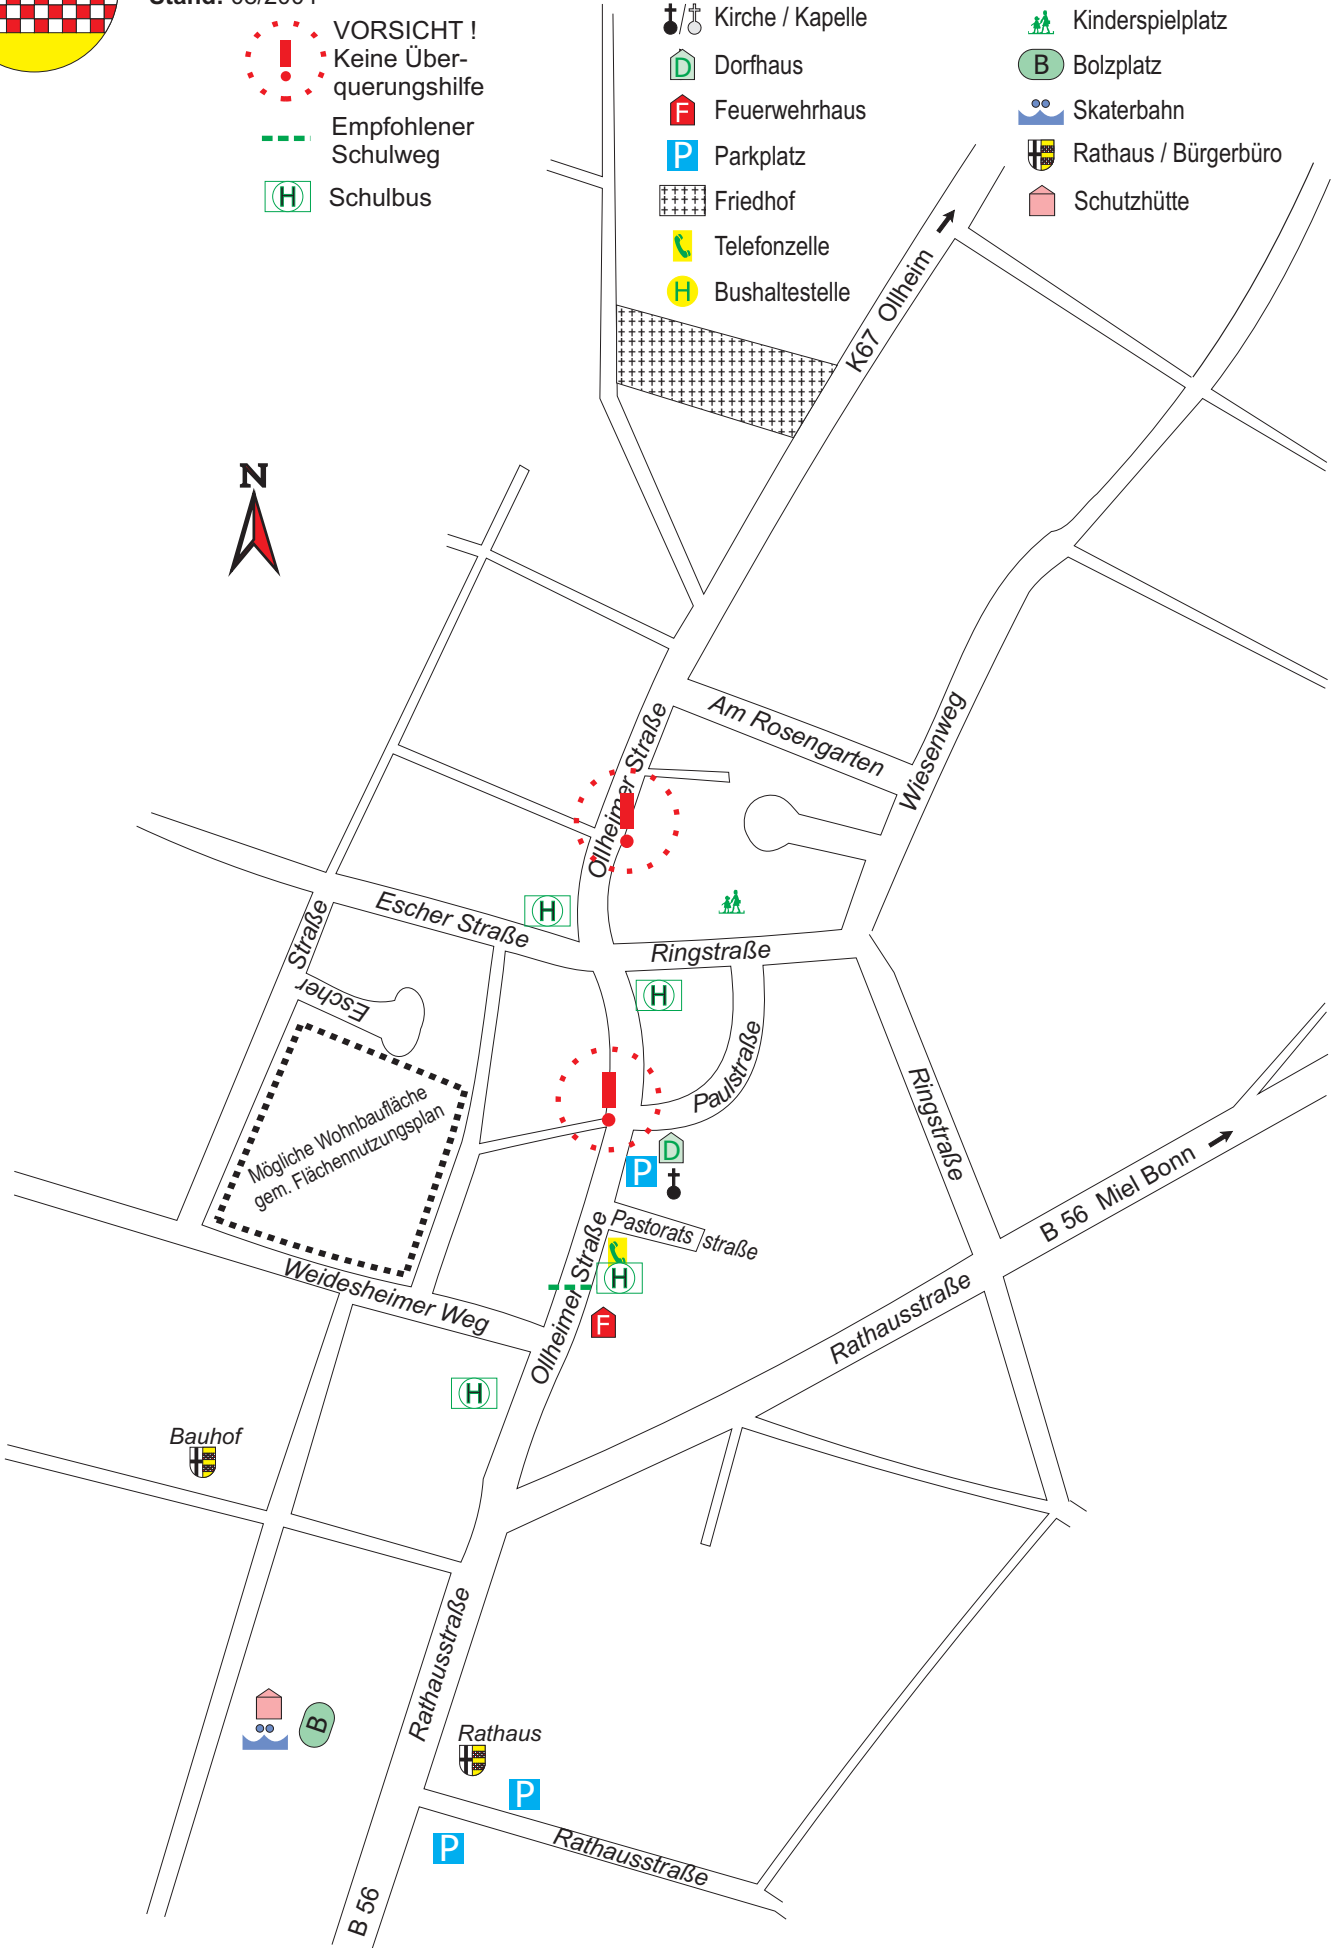 VORSICHT !
Keine Über-
querungshilfe
Empfohlener
Schulweg
H Schulbus
Kirche / Kapelle
D Dorfhaus
F Feuerwehrhaus
P Parkplatz
Friedhof
Telefonzelle
H Bushaltestelle
Kinderspielplatz
B Bolzplatz
Skaterbahn
Rathaus / Bürgerbüro
Schutzhütte
K67 Ollheim
N
Am Rosengarten
Wiesenweg
Ollheimer Straße
H
Escher Straße
Ringstraße
Straße
Escher
H
Paulstraße
Ringstraße
Mögliche Wohnbaufläche
gem. Flächennutzungsplan
D
P
B 56 Miel Bonn
Pastorats straße
H
Weidesheimer Weg
Ollheimer Straße
F
Rathausstraße
H
Bauhof
Rathausstraße
B
Rathaus
P
P
Rathausstraße
B 56